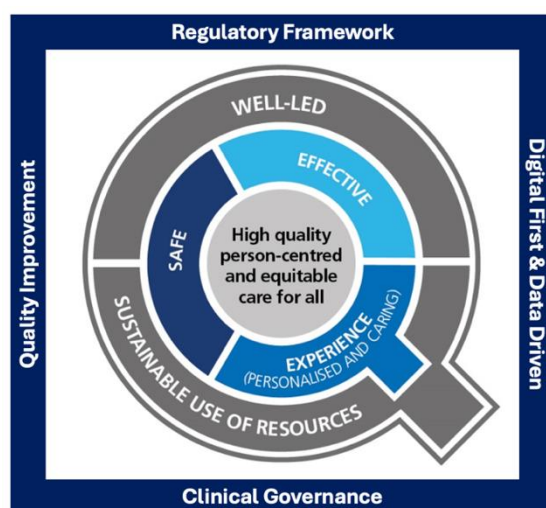 Regulatory Framework
WELL-LED
EFFECTIVE
SAFE
High quality
person-centred
and equitable
care for all
EXPERIENCE
(PERSONALISED AND CARING)
SUSTAINABLE USE OF RESOURCES
Quality Improvement
Digital First & Data Driven
Clinical Governance